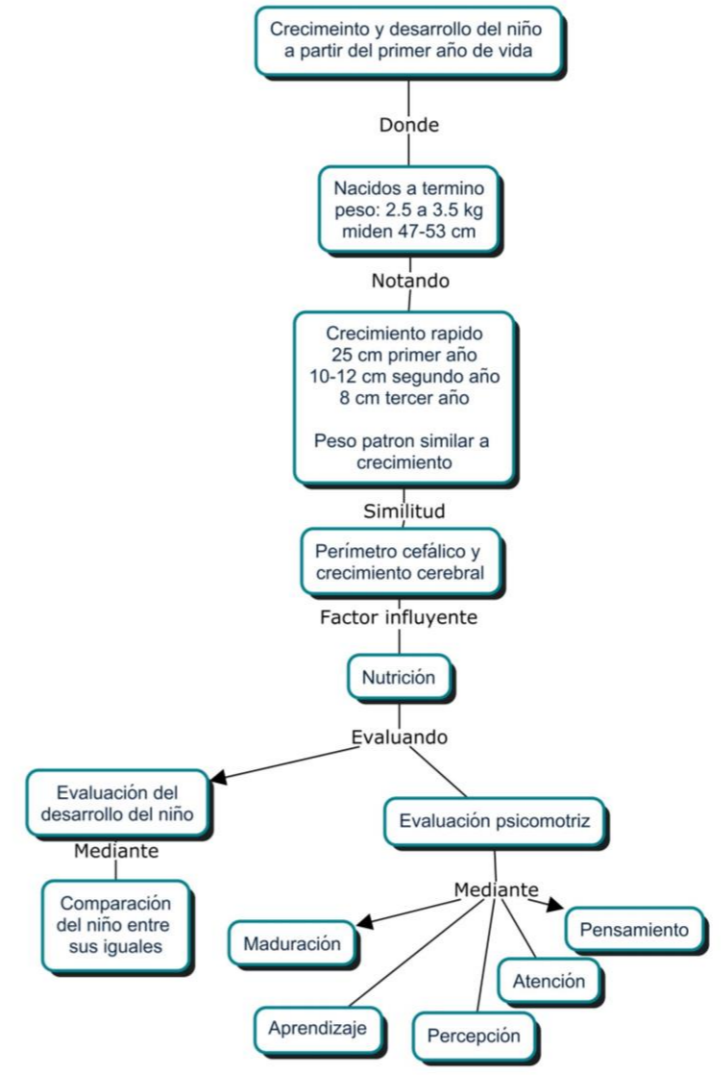 Crecimeinto y desarrollo del niño
a partir del primer año de vida
Donde
Nacidos a termino
peso: 2.5 a 3.5 kg
miden 47-53 cm
Notando
Crecimiento rapido
25 cm primer año
10-12 cm segundo año
8 cm tercer año
Peso patron similar a
crecimiento
Similitud
Perímetro cefálico y
crecimiento cerebral
Factor influyente
Nutrición
Evaluando
Evaluación del
desarrollo del niño
Mediante
Comparación
del niño entre
sus iguales
Evaluación psicomotriz
Mediante
Maduración
Aprendizaje
Percepción
Atención
Pensamiento